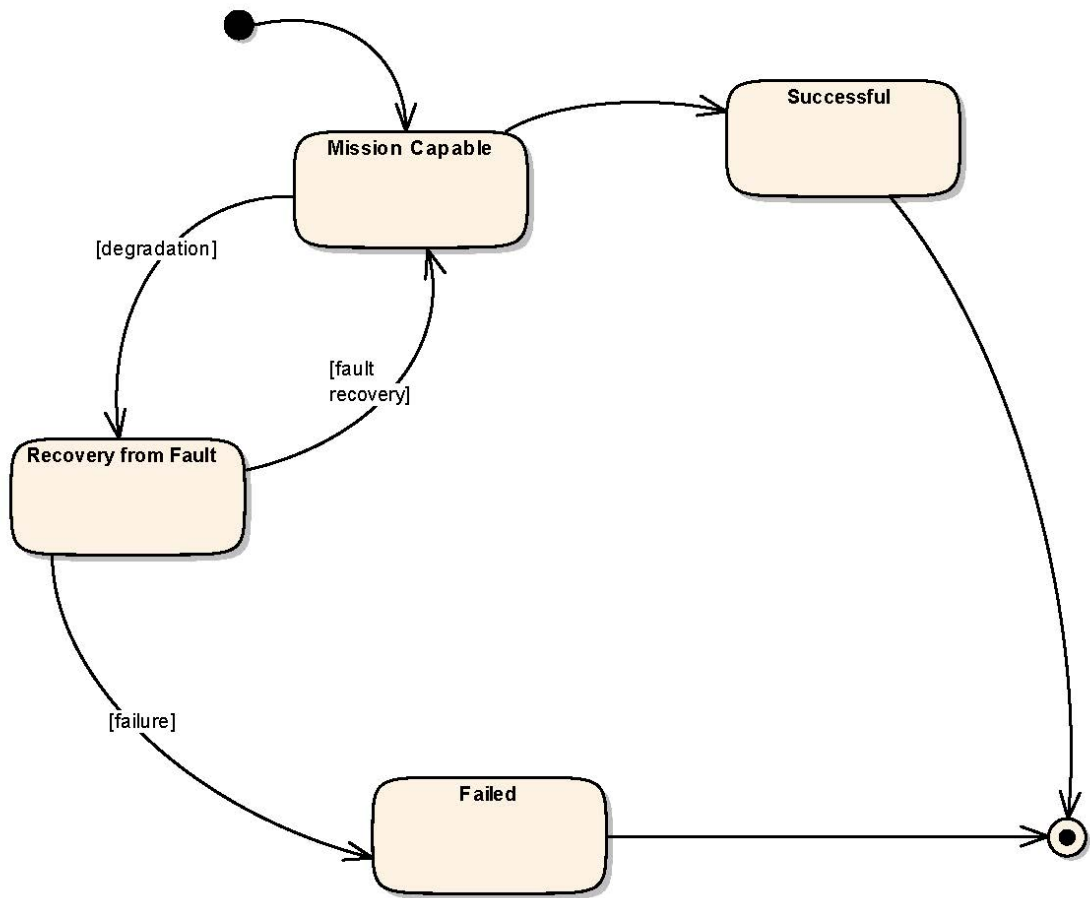 Successful
Mission Capable
[degradation]
[fault
recovery]
Recovery from Fault
[failure]
Failed